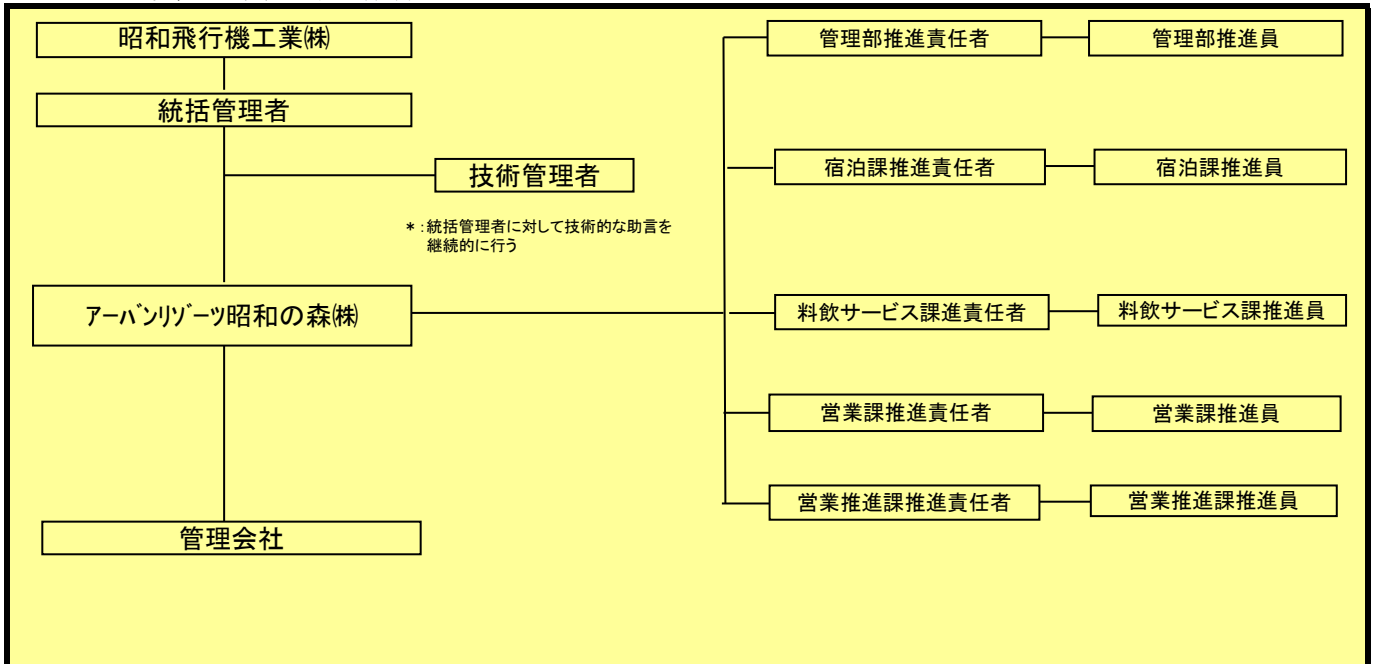 昭和飛行機工業㈱
統括管理者
技術管理者
＊：統括管理者に対して技術的な助言を
継続的に行う
ｱｰﾊﾞﾝﾘｿﾞｰﾂ昭和の森㈱
管理会社
管理部推進責任者 管理部推進員
宿泊課推進責任者 宿泊課推進員
料飲サービス課進責任者 料飲サービス課推進員
営業課推進責任者 営業課推進員
営業推進課推進責任者 営業推進課推進員